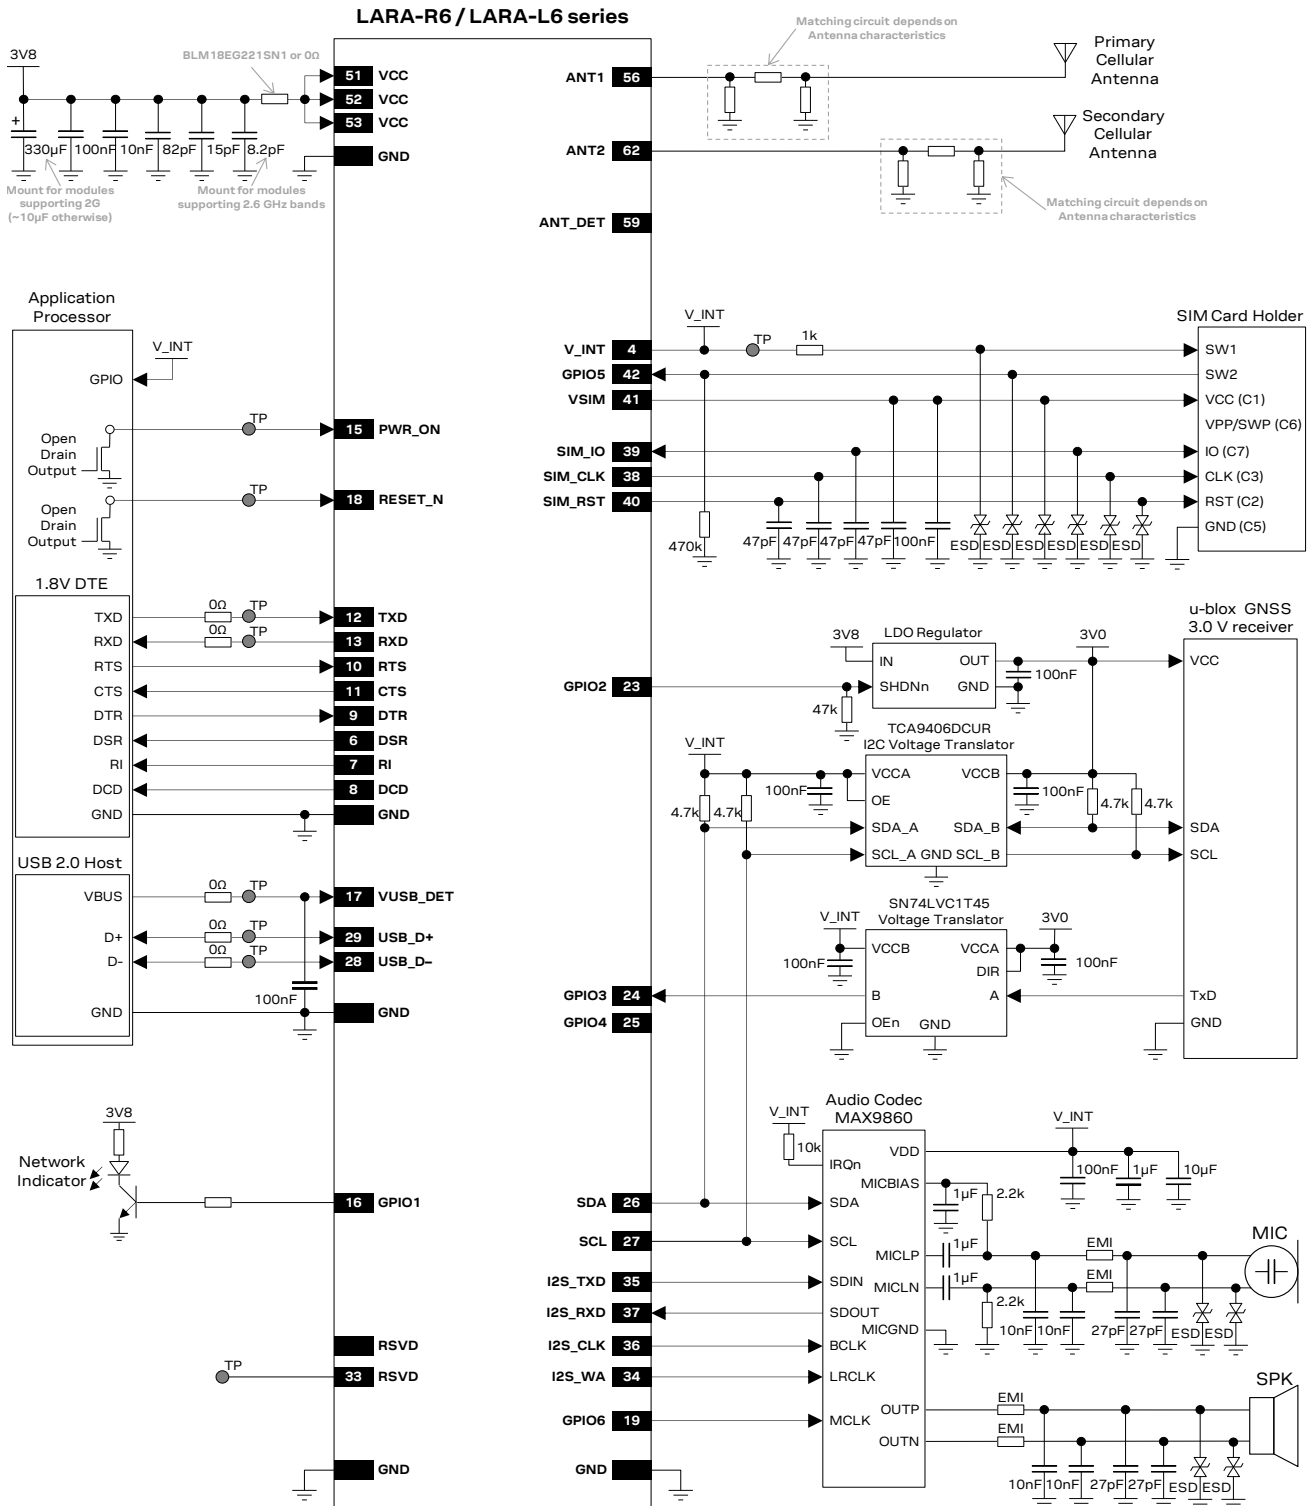 LARA-R6 / LARA-L6 series
3V8
BLM18EG221SN1 or 0Ω
51 VCC
52 VCC
53 VCC
GND
+
330µF 100nF 10nF 82pF 15pF 8.2pF
Mount for modules
supporting 2G
(~10µF otherwise)
Mount for modules
supporting 2.6 GHz bands
ANT1 56
ANT2 62
ANT_DET 59
Matching circuit depends on
Antenna characteristics
Primary
Cellular
Antenna
Secondary
Cellular
Antenna
Matching circuit depends on
Antenna characteristics
Application
Processor
V_INT
GPIO
Open
Drain
Output
TP
15 PWR_ON
Open
Drain
Output
TP
18 RESET_N
1.8V DTE
TXD 0Ω TP 12 TXD
RXD 0Ω TP 13 RXD
RTS 10 RTS
CTS 11 CTS
DTR 9 DTR
DSR 6 DSR
RI 7 RI
DCD 8 DCD
GND GND
USB 2.0 Host
VBUS 0Ω TP 17 VUSB_DET
D+ 0Ω TP 29 USB_D+
D- 0Ω TP 28 USB_D–
100nF
GND GND
3V8
Network
Indicator
16 GPIO1
RSVD
TP
33 RSVD
GND
V_INT
TP
1k
SIM Card Holder
V_INT 4 SW1
GPIO5 42 SW2
VSIM 41 VCC (C1)
VPP/SWP (C6)
SIM_IO 39 IO (C7)
SIM_CLK 38 CLK (C3)
SIM_RST 40 RST (C2)
GND (C5)
470k
47pF 47pF 47pF 47pF 100nF
ESD ESD ESD ESD ESD ESD
u-blox GNSS
3.0 V receiver
3V8
LDO Regulator
3V0
IN OUT
100nF
VCC
GPIO2 23
SHDNn GND
47k
TCA9406DCUR
I2C Voltage Translator
V_INT
VCCA VCCB
100nF
100nF
OE
4.7k 4.7k
4.7k 4.7k
SDA_A SDA_B
SDA
SCL_A GND SCL_B
SCL
SN74LVC1T45
Voltage Translator
V_INT
3V0
VCCB VCCA
100nF
DIR
100nF
GPIO3 24
B A
TxD
GPIO4 25
OEn GND
GND
Audio Codec
MAX9860
V_INT
10k
IRQn
VDD
V_INT
100nF 1µF 10µF
MICBIAS
1µF
2.2k
SDA 26 SDA
SCL 27 SCL
MICLP
1µF
EMI
MIC
I2S_TXD 35 SDIN
MICLN
1µF
EMI
2.2k
I2S_RXD 37 SDOUT
MICGND
10nF 10nF 27pF 27pF ESD ESD
I2S_CLK 36 BCLK
I2S_WA 34 LRCLK
SPK
GPIO6 19 MCLK
OUTP
EMI
OUTN
EMI
GND
10nF 10nF 27pF 27pF ESD ESD